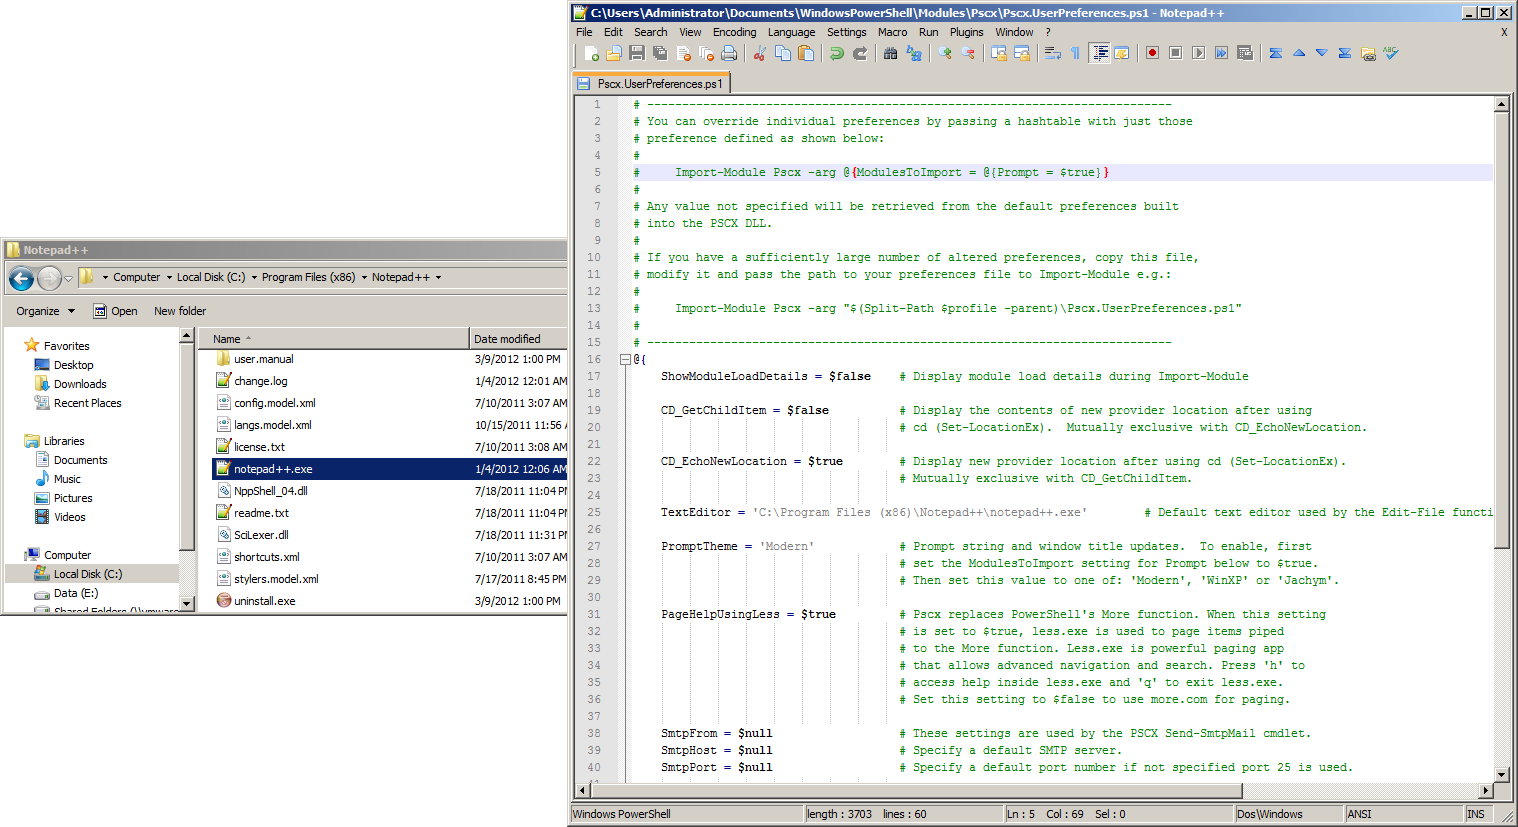 Notepad++
Computer Local Disk (C:) Program Files (x86) Notepad++
Organize Open New folder
Favorites
Desktop
Downloads
Recent Places
Libraries
Documents
Music
Pictures
Videos
Computer
Local Disk (C:)
Data (E:)
Shared Folders (\\vmware
Name Date modified
user.manual 3/9/2012 1:00 PM
change.log 1/4/2012 12:01 AM
config.model.xml 7/10/2011 3:07 AM
langs.model.xml 10/15/2011 11:56
license.txt 7/10/2011 3:08 AM
notepad++.exe 1/4/2012 12:06 AM
NppShell_04.dll 7/18/2011 11:04 PM
readme.txt 7/18/2011 11:04 PM
SciLexer.dll 7/18/2011 11:31 PM
shortcuts.xml 7/10/2011 3:07 AM
stylers.model.xml 7/17/2011 8:45 PM
uninstall.exe 3/9/2012 1:00 PM
C:\Users\Administrator\Documents\WindowsPowerShell\Modules\Pscx\Pscx.UserPreferences.ps1 - Notepad++
File Edit Search View Encoding Language Settings Macro Run Plugins Window ? X
Pscx.UserPreferences.ps1
1 # ---------------------------------------------------------------------------
2 # You can override individual preferences by passing a hashtable with just those
3 # preference defined as shown below:
4 #
5 # Import-Module Pscx -arg @{ModulesToImport = @{Prompt = $true}}
6 #
7 # Any value not specified will be retrieved from the default preferences built
8 # into the PSCX DLL.
9 #
10 # If you have a sufficiently large number of altered preferences, copy this file,
11 # modify it and pass the path to your preferences file to Import-Module e.g.:
12 #
13 # Import-Module Pscx -arg "$(Split-Path $profile -parent)\Pscx.UserPreferences.ps1"
14 #
15 # ---------------------------------------------------------------------------
16 @{
17 ShowModuleLoadDetails = $false # Display module load details during Import-Module
18
19 CD_GetChildItem = $false # Display the contents of new provider location after using
20 # cd (Set-LocationEx). Mutually exclusive with CD_EchoNewLocation.
21
22 CD_EchoNewLocation = $true # Display new provider location after using cd (Set-LocationEx).
23 # Mutually exclusive with CD_GetChildItem.
24
25 TextEditor = 'C:\Program Files (x86)\Notepad++\notepad++.exe' # Default text editor used by the Edit-File functi
26
27 PromptTheme = 'Modern' # Prompt string and window title updates. To enable, first
28 # set the ModulesToImport setting for Prompt below to $true.
29 # Then set this value to one of: 'Modern', 'WinXP' or 'Jachym'.
30
31 PageHelpUsingLess = $true # Pscx replaces PowerShell's More function. When this setting
32 # is set to $true, less.exe is used to page items piped
33 # to the More function. Less.exe is powerful paging app
34 # that allows advanced navigation and search. Press 'h' to
35 # access help inside less.exe and 'q' to exit less.exe.
36 # Set this setting to $false to use more.com for paging.
37
38 SmtpFrom = $null # These settings are used by the PSCX Send-SmtpMail cmdlet.
39 SmtpHost = $null # Specify a default SMTP server.
40 SmtpPort = $null # Specify a default port number if not specified port 25 is used.
Windows PowerShell length : 3703 lines : 60 Ln : 5 Col : 69 Sel : 0 Dos\Windows ANSI INS